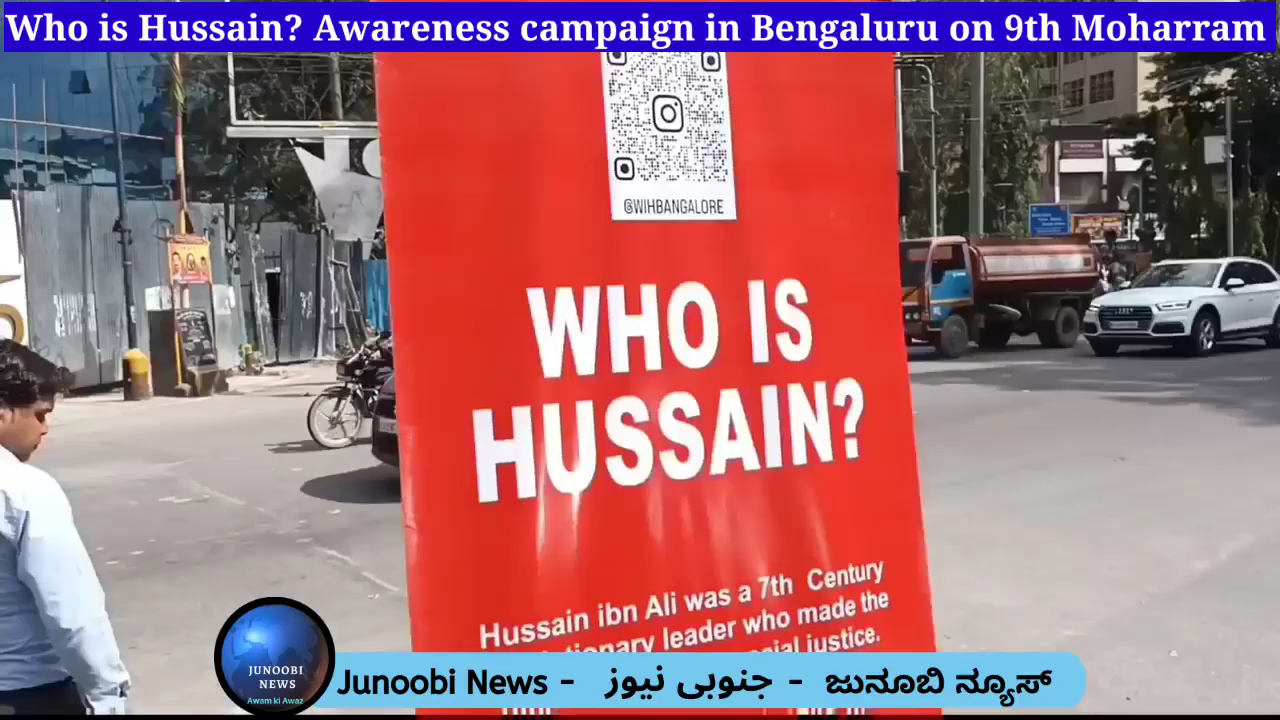 Who is Hussain? Awareness campaign in Bengaluru on 9th Moharram
@WIHBANGALORE
WHO IS
HUSSAIN?
Hussain ibn Ali was a 7th Century
leader who made the
justice.
JUNOOBI
NEWS
Awam ki Awaz
Junoobi News - جنوبی نیوز - ಜುನೂಬಿ ನ್ಯೂಸ್